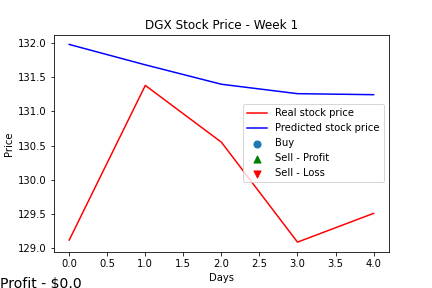 DGX Stock Price - Week 1
132.0
131.5
131.0
130.5
130.0
129.5
129.0
Price
Real stock price
Predicted stock price
Buy
Sell - Profit
Sell - Loss
0.0 0.5 1.0 1.5 2.0 2.5 3.0 3.5 4.0
Days
Profit - $0.0